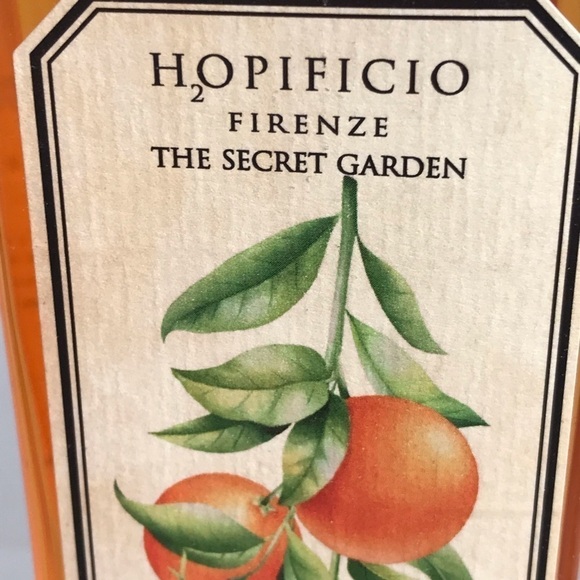 H₂OPIFICIO
FIRENZE
THE SECRET GARDEN